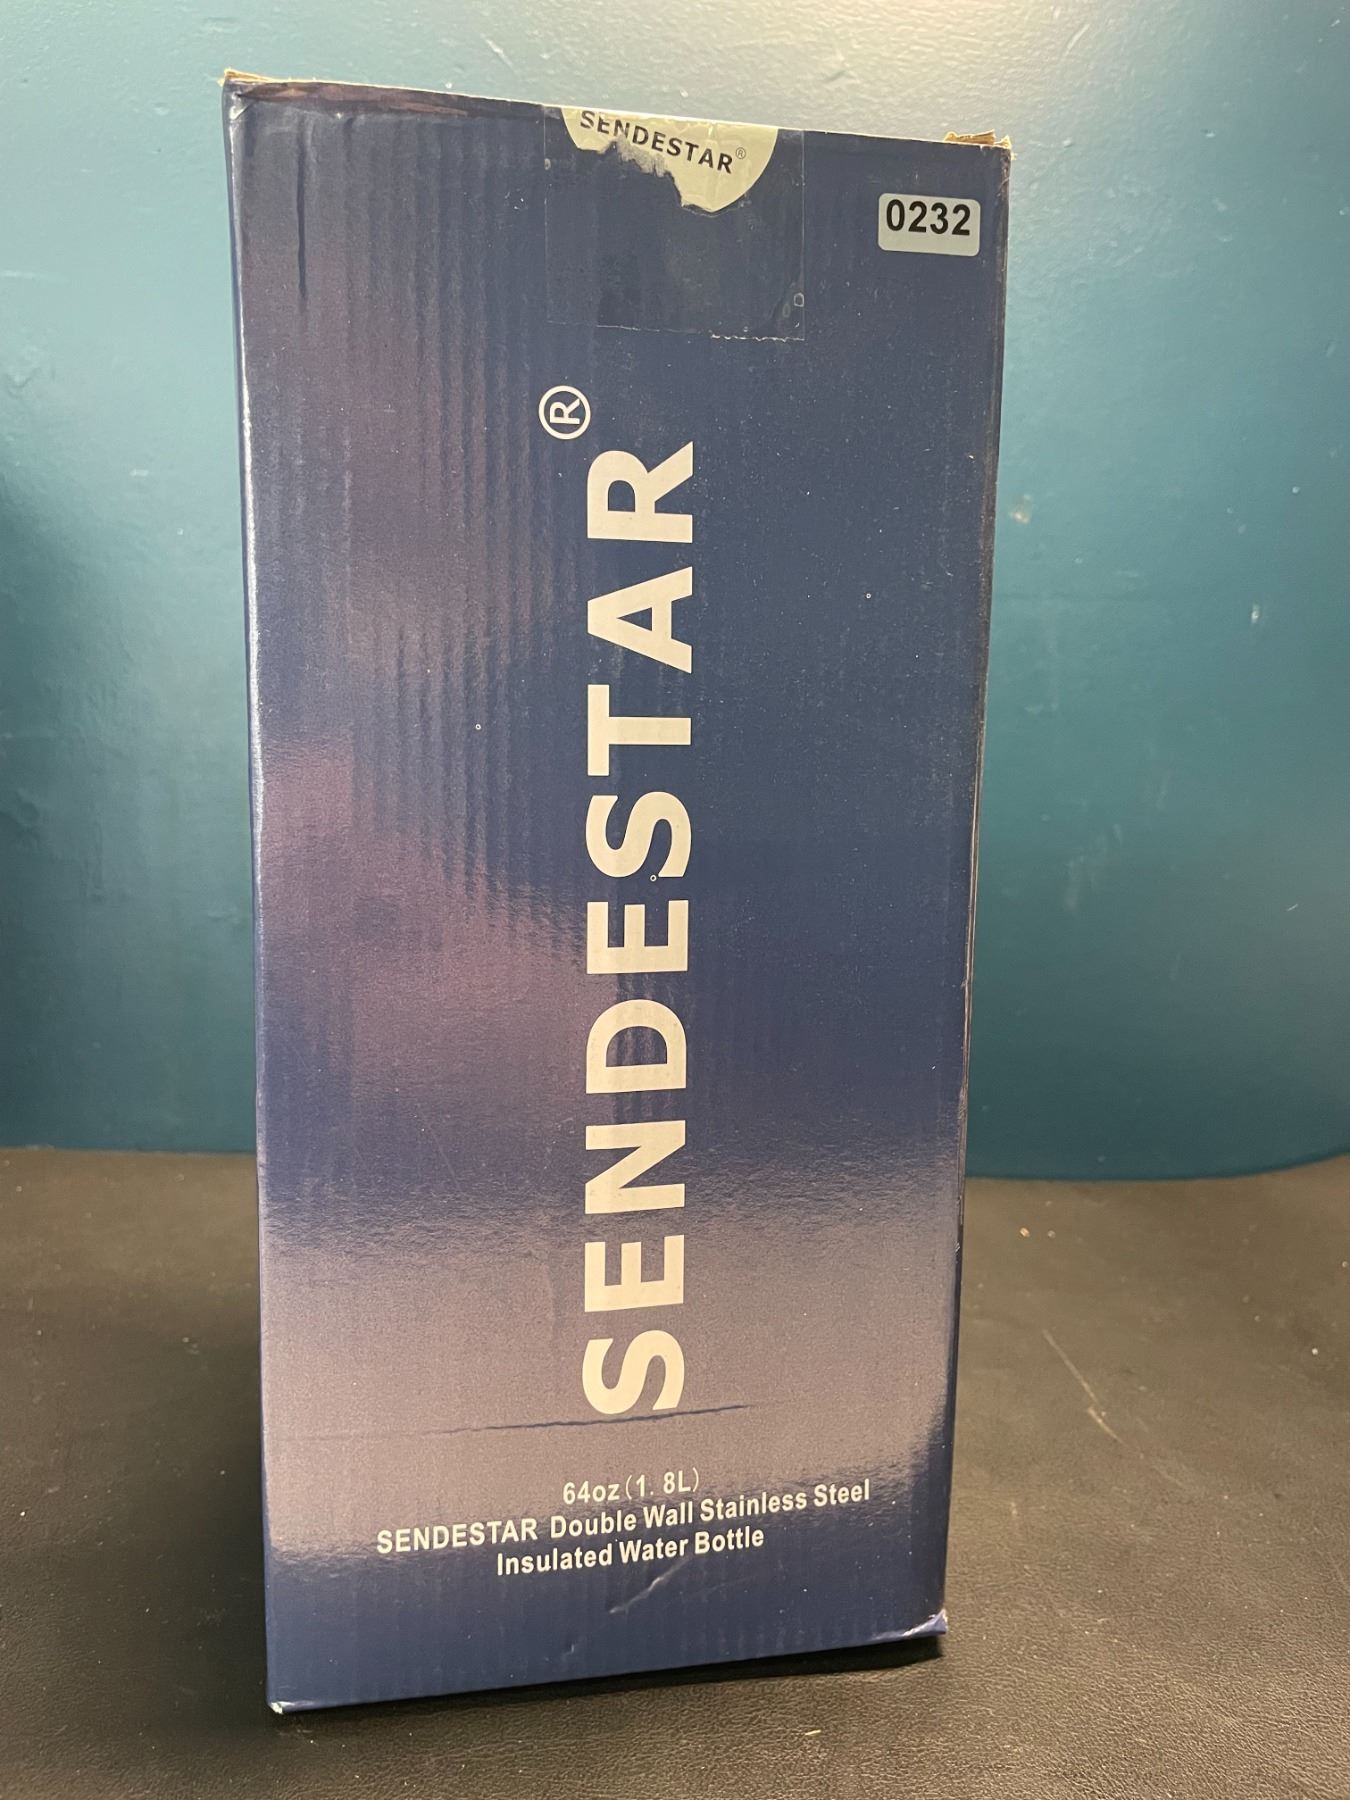 SENDESTAR®
0232
SENDESTAR®
64oz(1. 8L)
SENDESTAR Double Wall Stainless Steel
Insulated Water Bottle